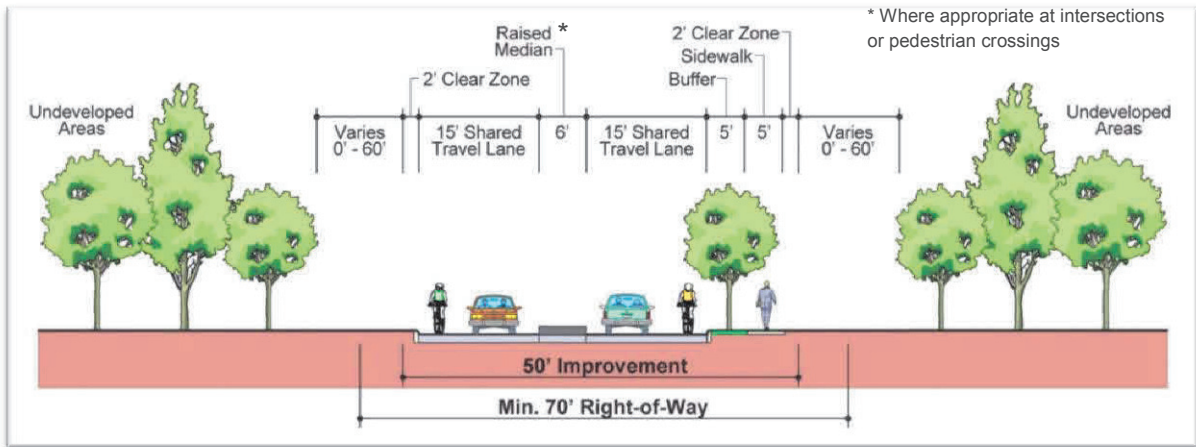 * Where appropriate at intersections
or pedestrian crossings
Raised *
Median
2' Clear Zone
Sidewalk
Buffer
2' Clear Zone
Undeveloped
Areas
Varies
0' - 60'
15' Shared
Travel Lane
6'
15' Shared
Travel Lane
5'
5'
Varies
0' - 60'
Undeveloped
Areas
50' Improvement
Min. 70' Right-of-Way